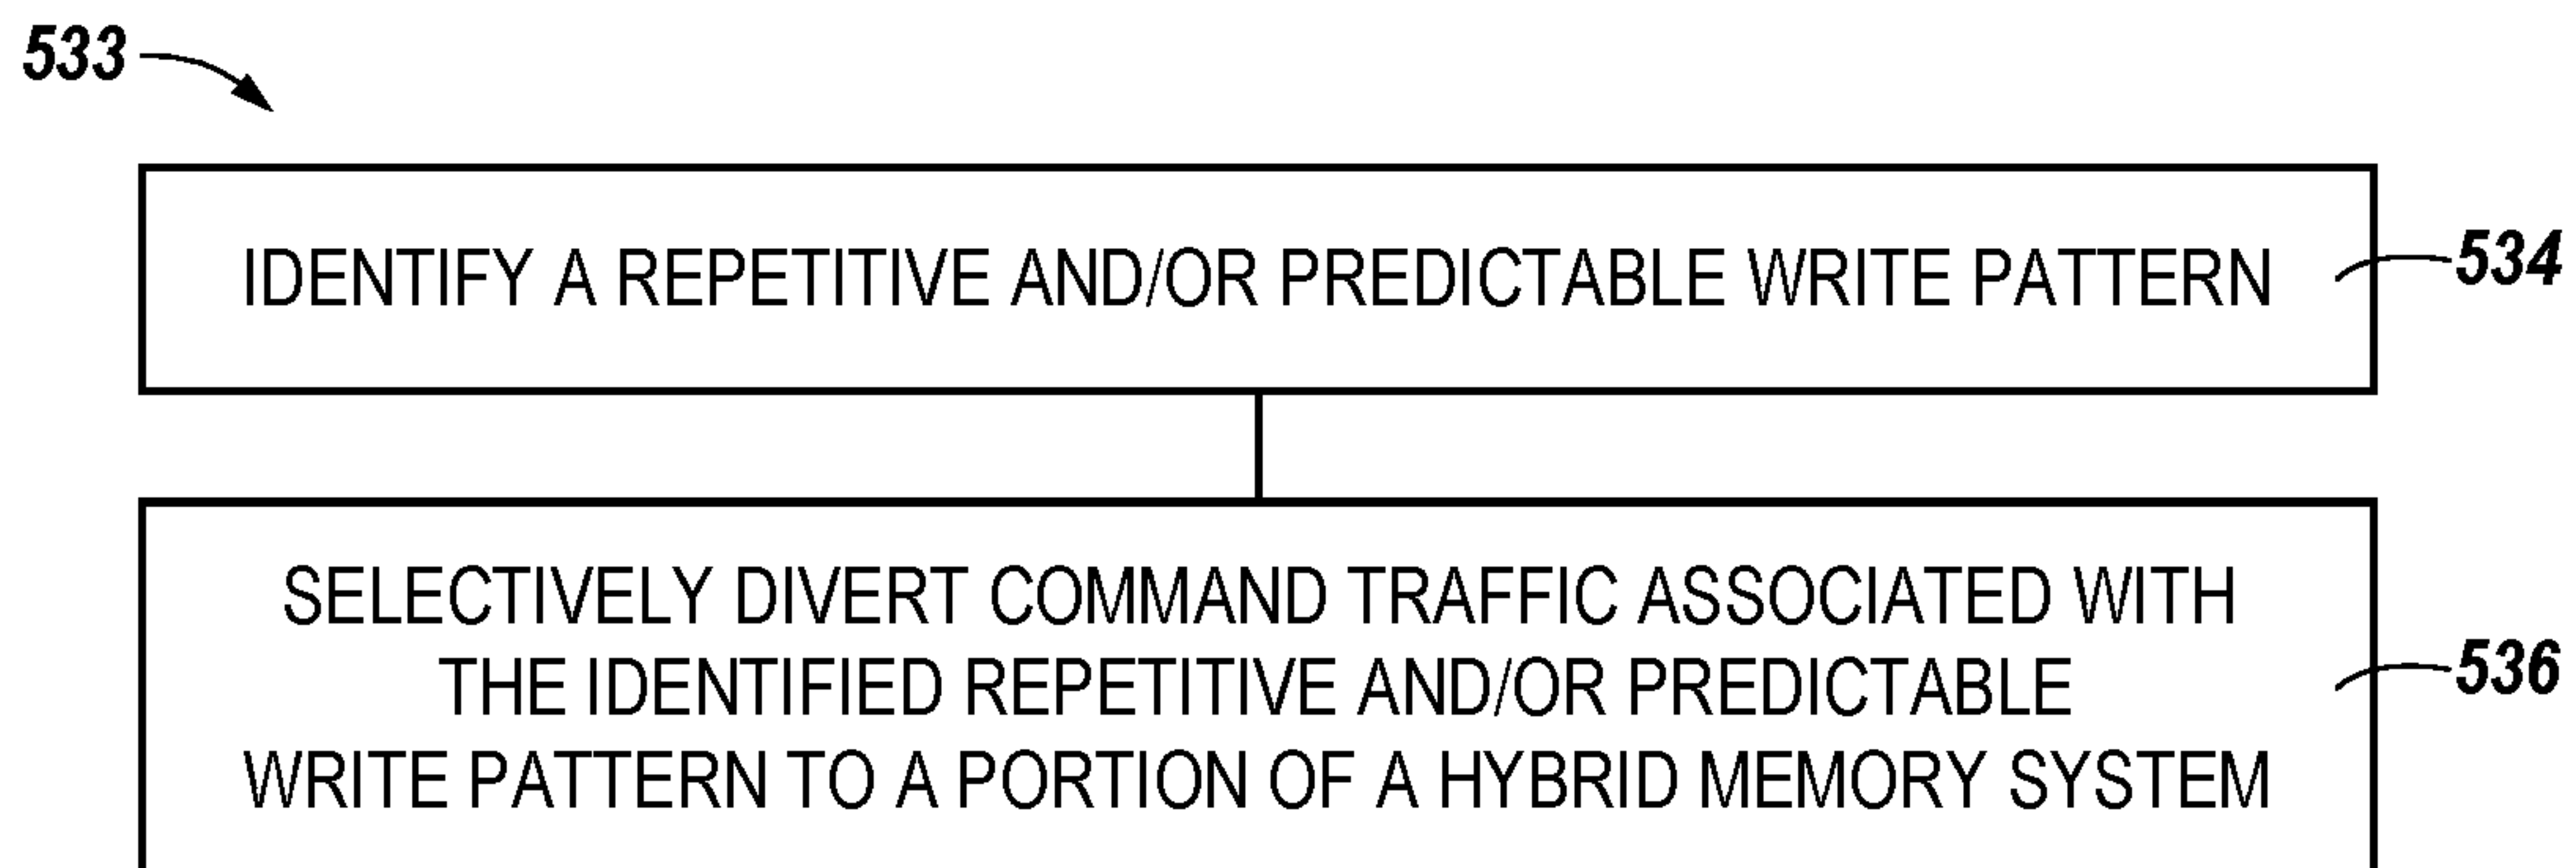 533
IDENTIFY A REPETITIVE AND/OR PREDICTABLE WRITE PATTERN
534
SELECTIVELY DIVERT COMMAND TRAFFIC ASSOCIATED WITH
THE IDENTIFIED REPETITIVE AND/OR PREDICTABLE
536
WRITE PATTERN TO A PORTION OF A HYBRID MEMORY SYSTEM